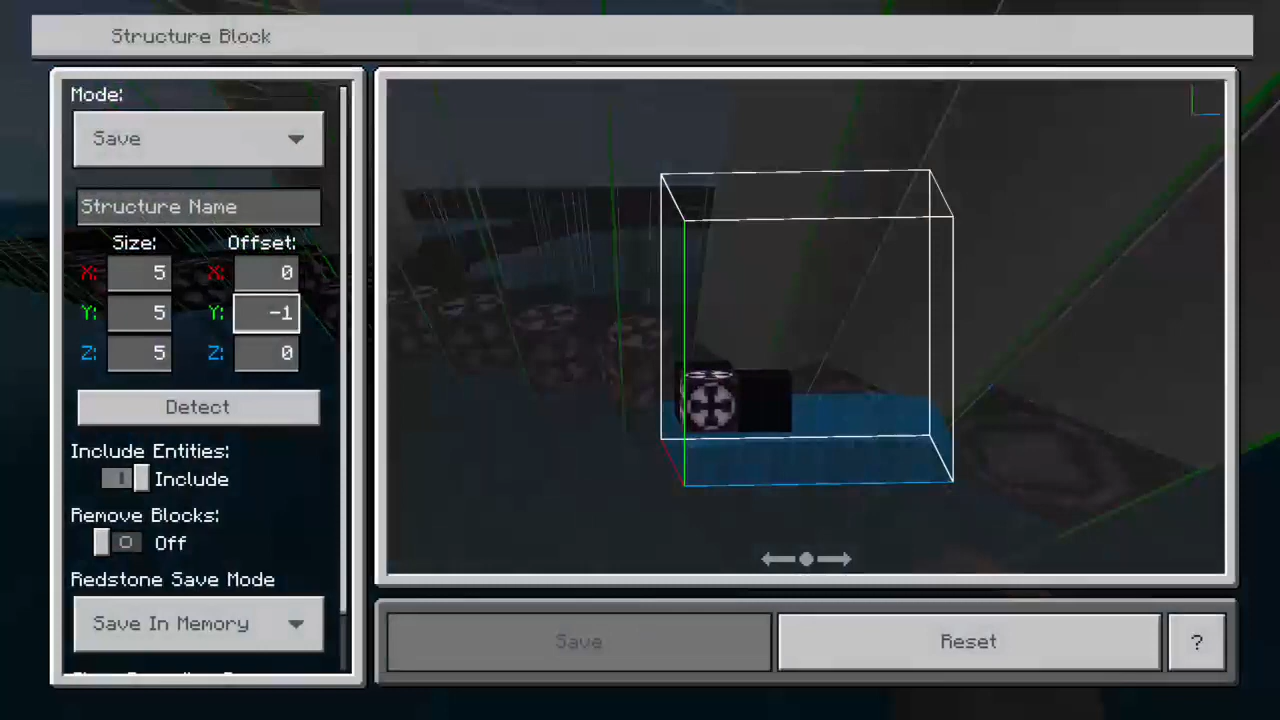 Structure Block
Mode:
Save
Structure Name
Size: Offset:
X: 5 X: 0
Y: 5 Y: -1
Z: 5 Z: 0
Detect
Include Entities:
Include
Remove Blocks:
Off
Redstone Save Mode
Save In Memory
Save
Reset
?